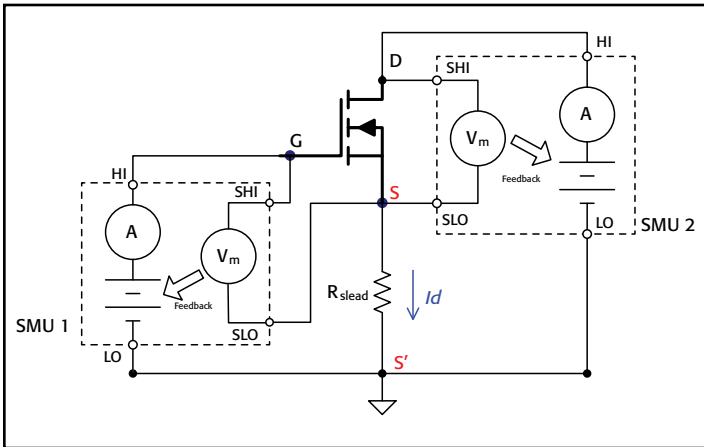 HI
D
SHI
A
G
Vm
Feedback
HI
SHI
S
SLO
LO
SMU 2
A
Vm
Feedback
Rslead
Id
SMU 1
SLO
LO
S'